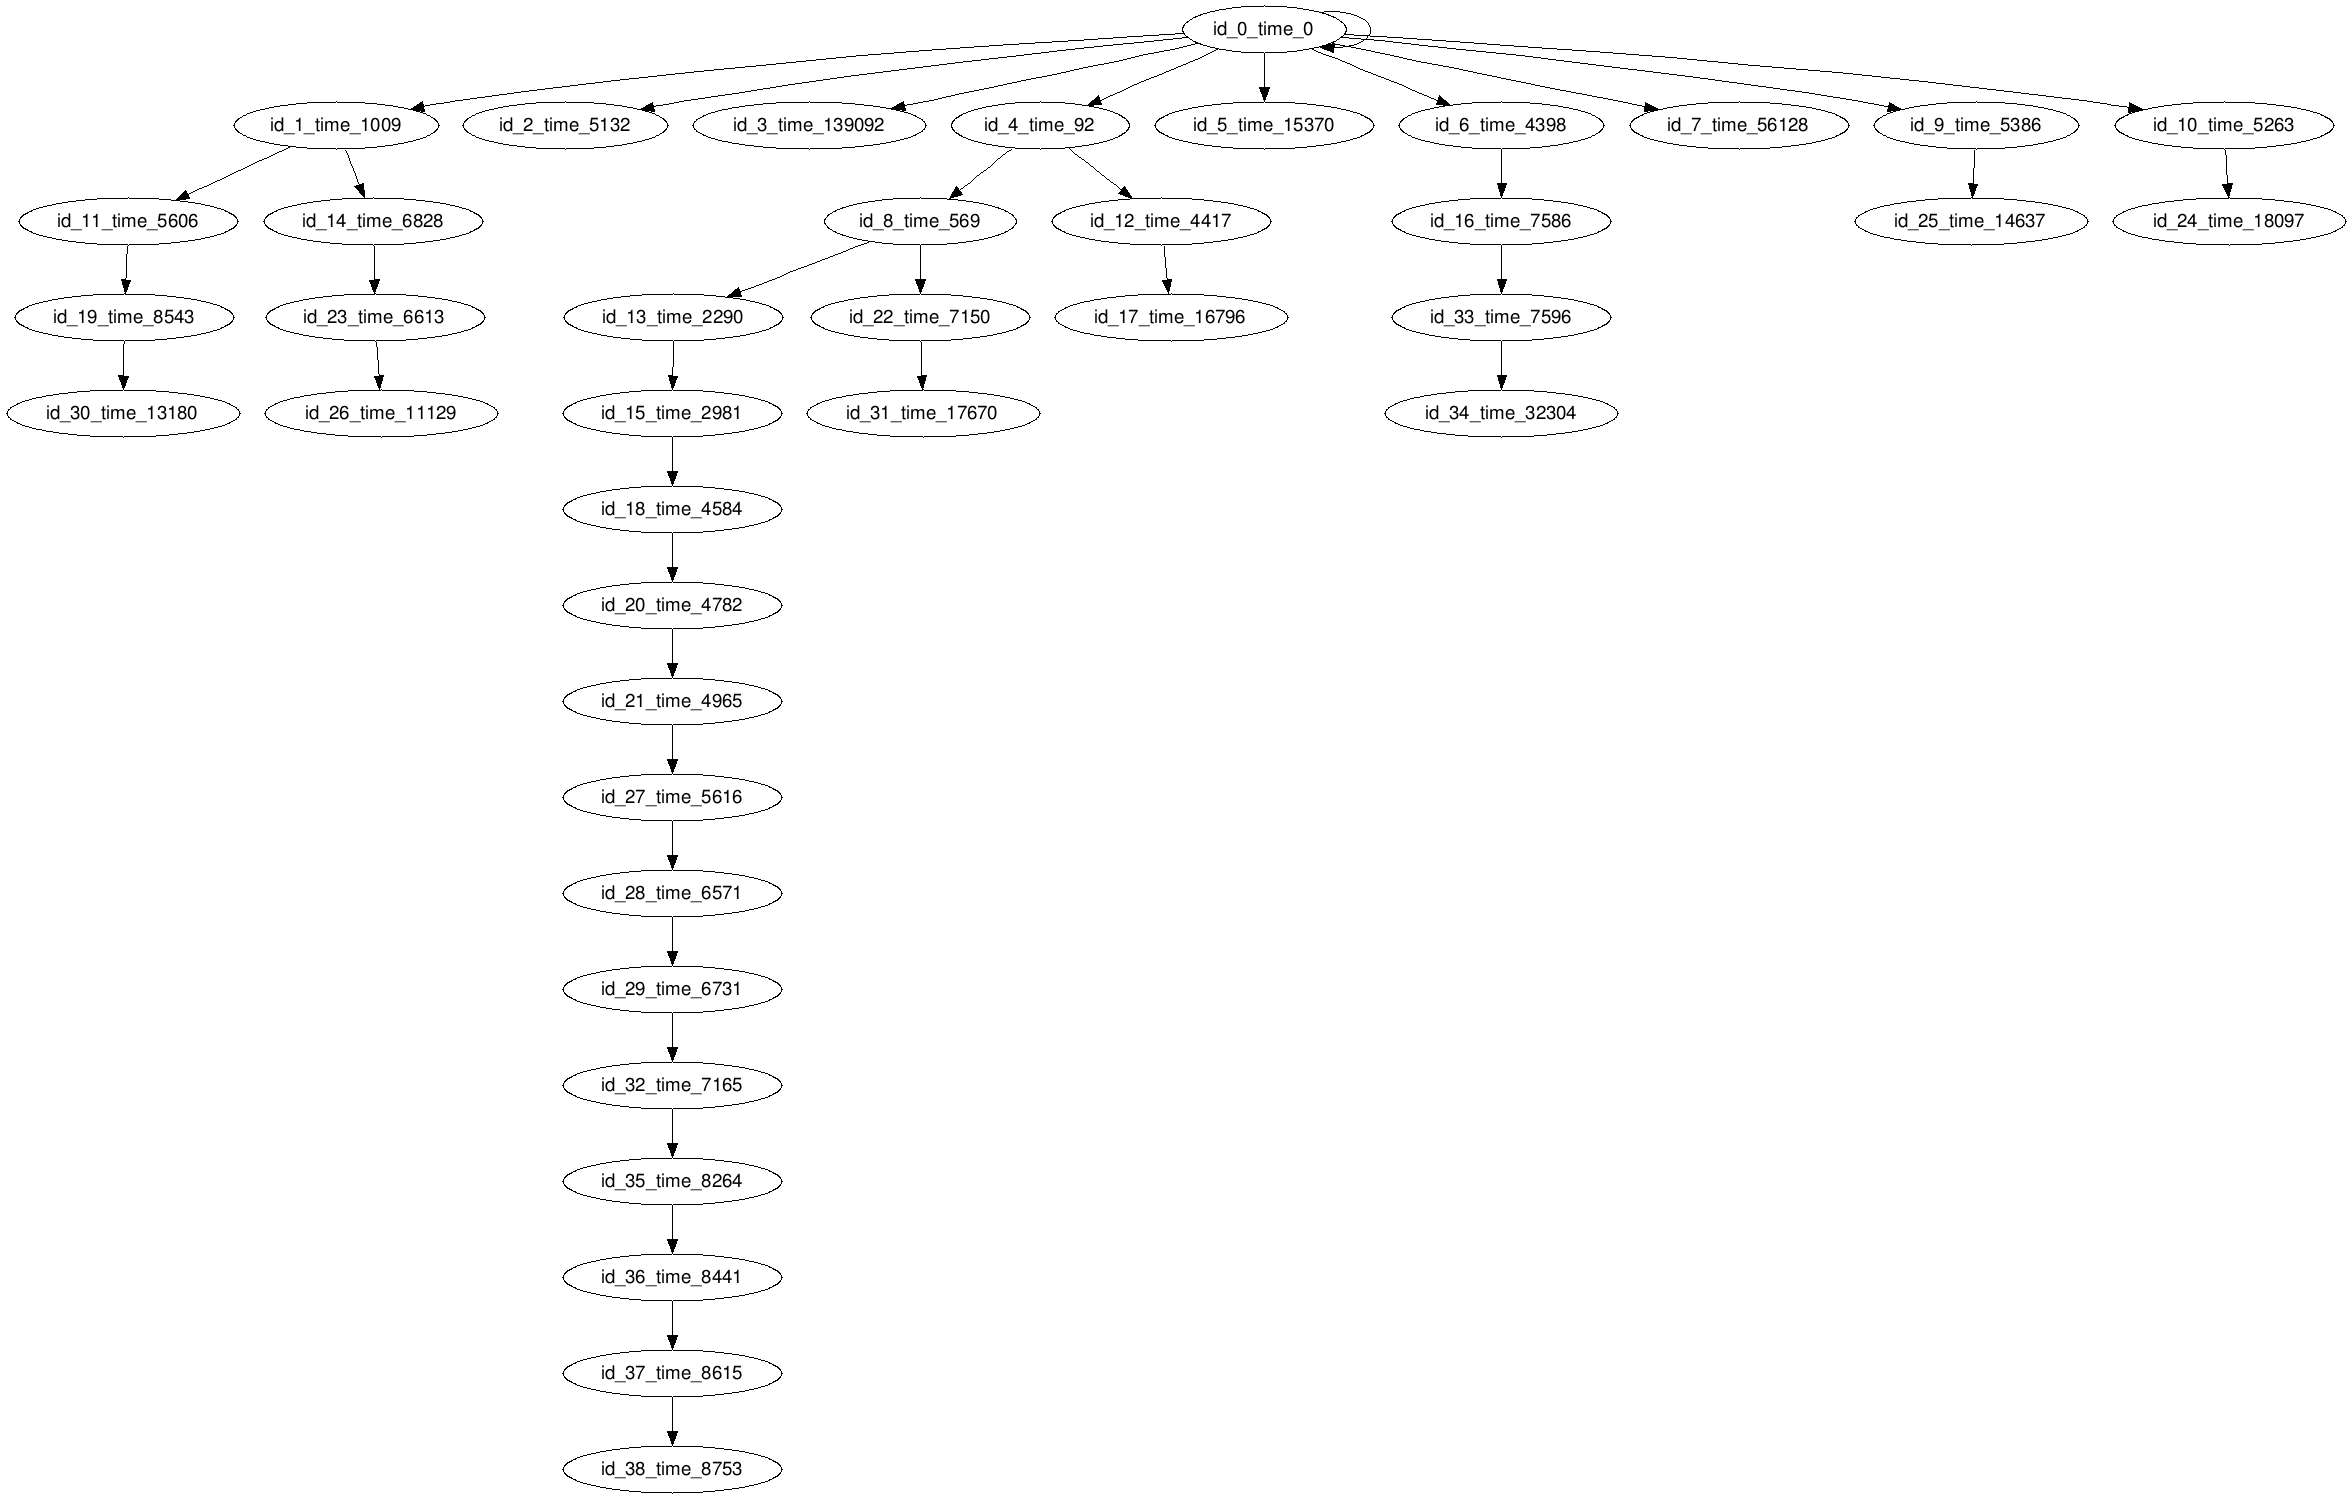 id_0_time_0
id_1_time_1009
id_2_time_5132
id_3_time_139092
id_4_time_92
id_5_time_15370
id_6_time_4398
id_7_time_56128
id_9_time_5386
id_10_time_5263
id_11_time_5606
id_14_time_6828
id_8_time_569
id_12_time_4417
id_16_time_7586
id_25_time_14637
id_24_time_18097
id_19_time_8543
id_23_time_6613
id_13_time_2290
id_22_time_7150
id_17_time_16796
id_33_time_7596
id_30_time_13180
id_26_time_11129
id_15_time_2981
id_31_time_17670
id_34_time_32304
id_18_time_4584
id_20_time_4782
id_21_time_4965
id_27_time_5616
id_28_time_6571
id_29_time_6731
id_32_time_7165
id_35_time_8264
id_36_time_8441
id_37_time_8615
id_38_time_8753